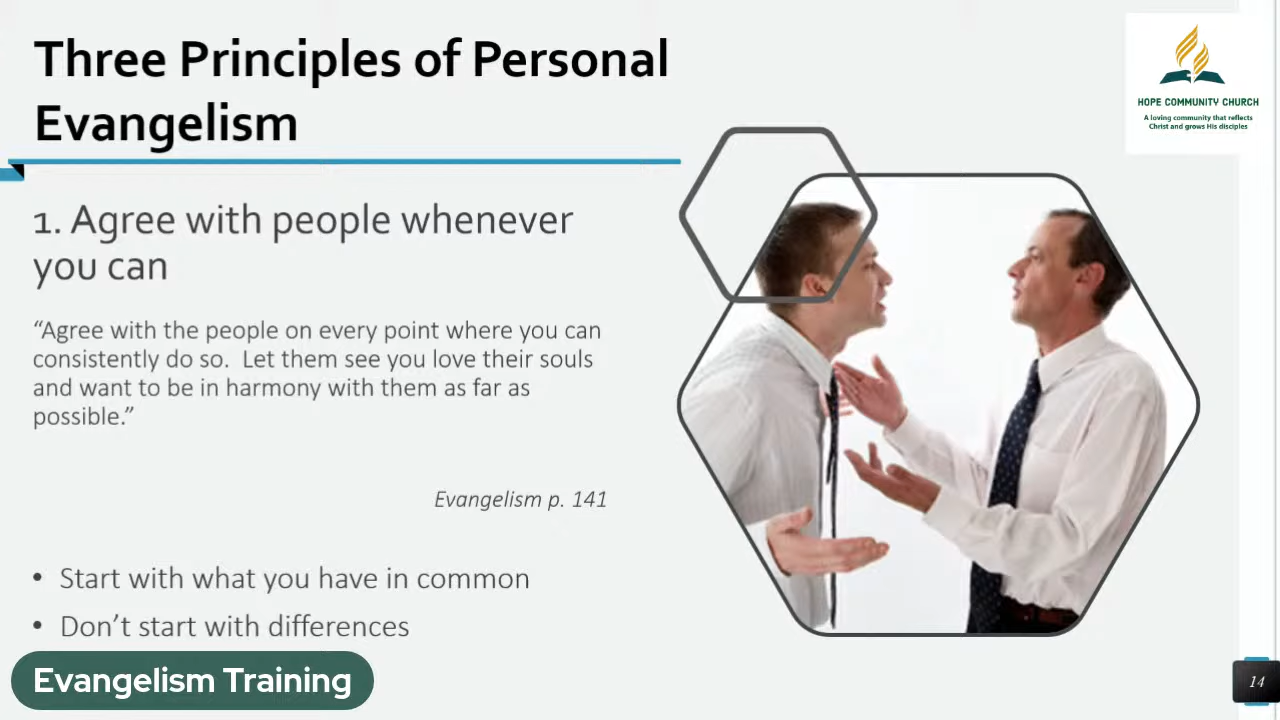 Three Principles of Personal
Evangelism
HOPE COMMUNITY CHURCH
A loving community that reflects
Christ and grows His disciples
1. Agree with people whenever
you can
“Agree with the people on every point where you can
consistently do so.  Let them see you love their souls
and want to be in harmony with them as far as
possible.”
Evangelism p. 141
• Start with what you have in common
• Don’t start with differences
Evangelism Training
14